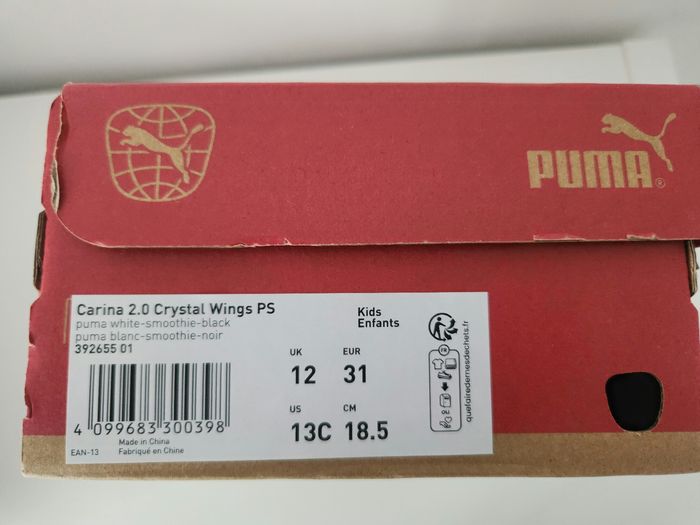 PUMA®
Carina 2.0 Crystal Wings PS
puma white-smoothie-black
puma blanc-smoothie-noir
392655 01
Kids
Enfants
UK EUR
12 31
US CM
13C 18.5
4 099683 300398
EAN-13
Made in China
Fabriqué en Chine
FR
quefairedemesdechets.fr